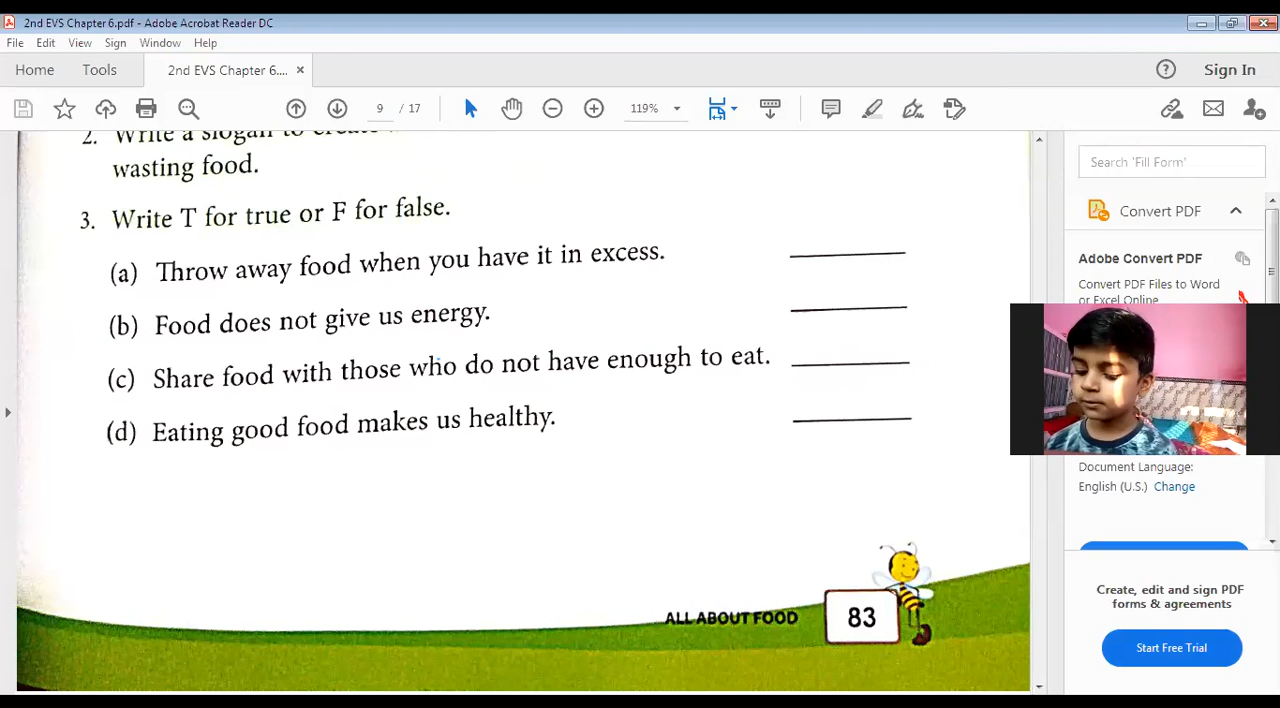 2nd EVS Chapter 6.pdf - Adobe Acrobat Reader DC
File Edit View Sign Window Help
Home Tools 2nd EVS Chapter 6.... × Sign In
9 / 17 119%
2. Write a slogan to create
wasting food.
3. Write T for true or F for false.
(a) Throw away food when you have it in excess.
(b) Food does not give us energy.
(c) Share food with those who do not have enough to eat.
(d) Eating good food makes us healthy.
ALL ABOUT FOOD 83
Search 'Fill Form'
Convert PDF
Adobe Convert PDF
Convert PDF Files to Word
or Excel Online
Document Language:
English (U.S.) Change
Create, edit and sign PDF
forms & agreements
Start Free Trial